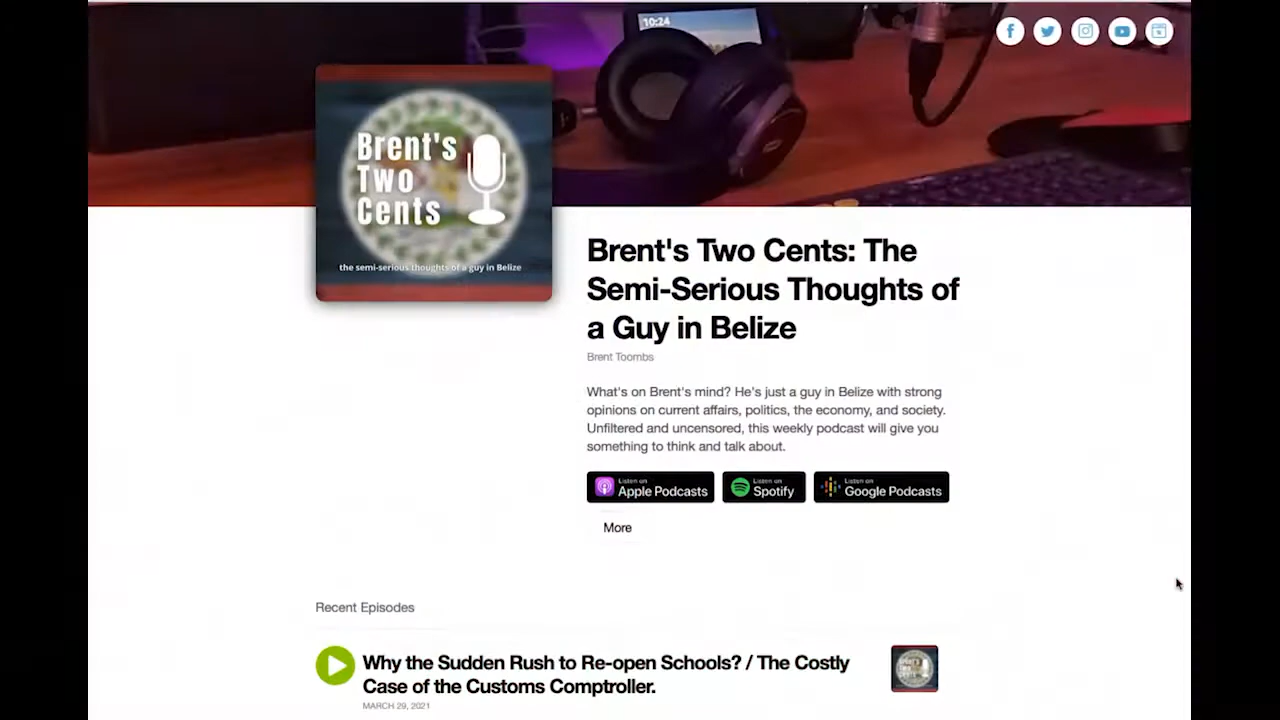 10:24
Brent's
Two
Cents
the semi-serious thoughts of a guy in Belize
Brent's Two Cents: The
Semi-Serious Thoughts of
a Guy in Belize
Brent Toombs
What's on Brent's mind? He's just a guy in Belize with strong
opinions on current affairs, politics, the economy, and society.
Unfiltered and uncensored, this weekly podcast will give you
something to think and talk about.
Listen on
Apple Podcasts
Listen on
Spotify
Listen on
Google Podcasts
More
Recent Episodes
Why the Sudden Rush to Re-open Schools? / The Costly
Case of the Customs Comptroller.
MARCH 29, 2021
Brent's
Two
Cents